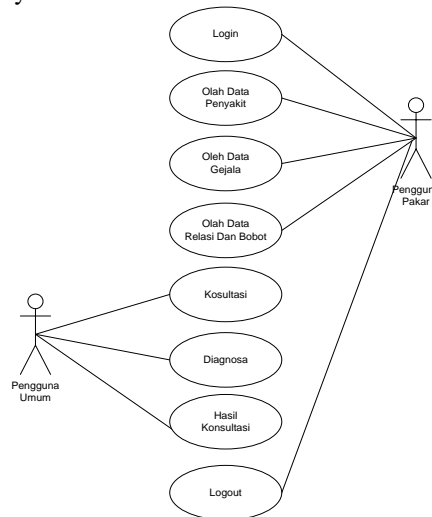 y
Login
Olah Data
Penyakit
Oleh Data
Gejala
Olah Data
Relasi Dan Bobot
Kosultasi
Diagnosa
Hasil
Konsultasi
Logout
Pengguna
Umum
Penggun
Pakar